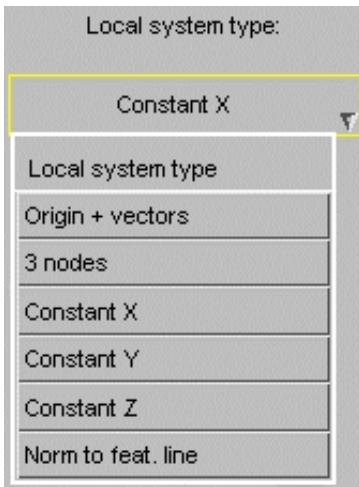 Local system type:
Constant X
Local system type
Origin + vectors
3 nodes
Constant X
Constant Y
Constant Z
Norm to feat. line